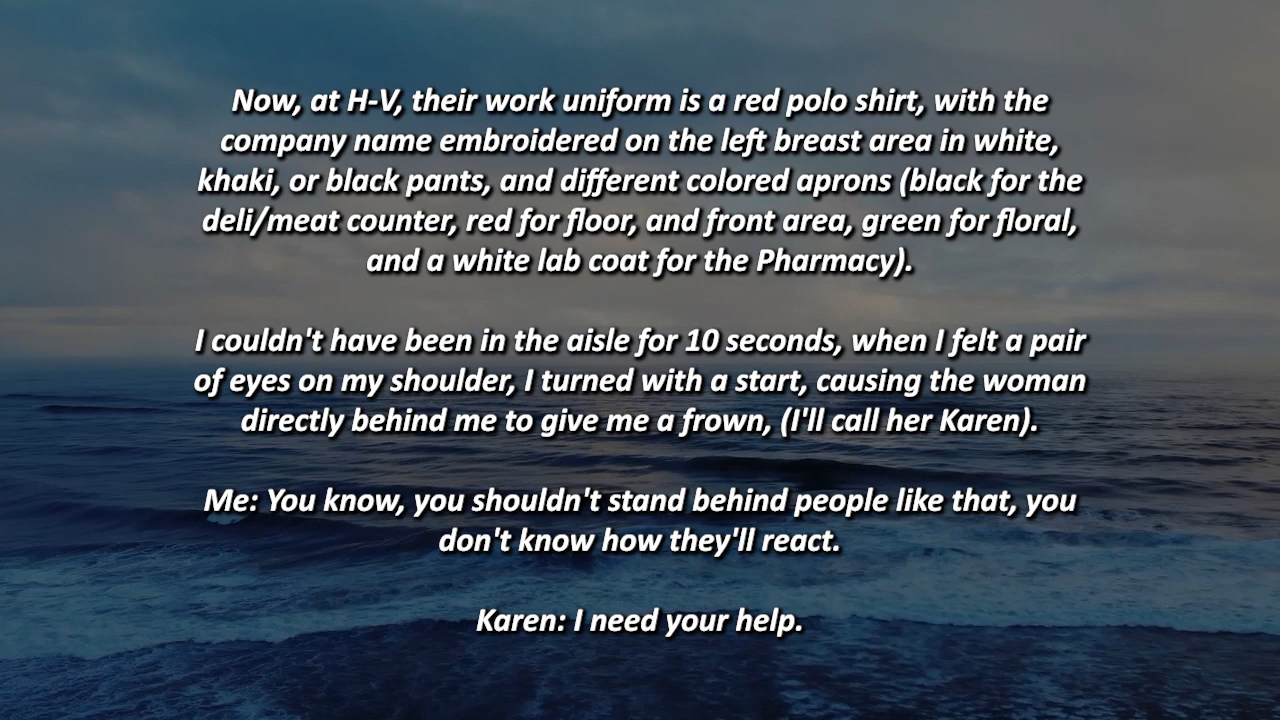 Now, at H-V, their work uniform is a red polo shirt, with the
company name embroidered on the left breast area in white,
khaki, or black pants, and different colored aprons (black for the
deli/meat counter, red for floor, and front area, green for floral,
and a white lab coat for the Pharmacy).
I couldn't have been in the aisle for 10 seconds, when I felt a pair
of eyes on my shoulder, I turned with a start, causing the woman
directly behind me to give me a frown, (I'll call her Karen).
Me: You know, you shouldn't stand behind people like that, you
don't know how they'll react.
Karen: I need your help.